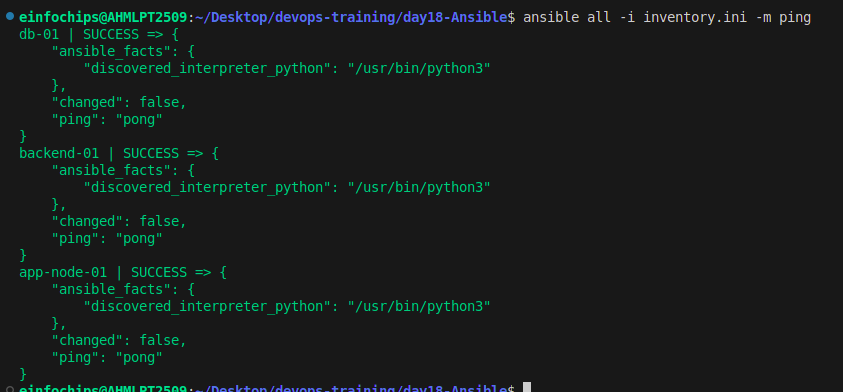 einfochips@AHMLPT2509:~/Desktop/devops-training/day18-Ansible$ ansible all -i inventory.ini -m ping
db-01 | SUCCESS => {
    "ansible_facts": {
        "discovered_interpreter_python": "/usr/bin/python3"
    },
    "changed": false,
    "ping": "pong"
}
backend-01 | SUCCESS => {
    "ansible_facts": {
        "discovered_interpreter_python": "/usr/bin/python3"
    },
    "changed": false,
    "ping": "pong"
}
app-node-01 | SUCCESS => {
    "ansible_facts": {
        "discovered_interpreter_python": "/usr/bin/python3"
    },
    "changed": false,
    "ping": "pong"
}
einfochips@AHMLPT2509:~/Desktop/devops-training/day18-Ansible$